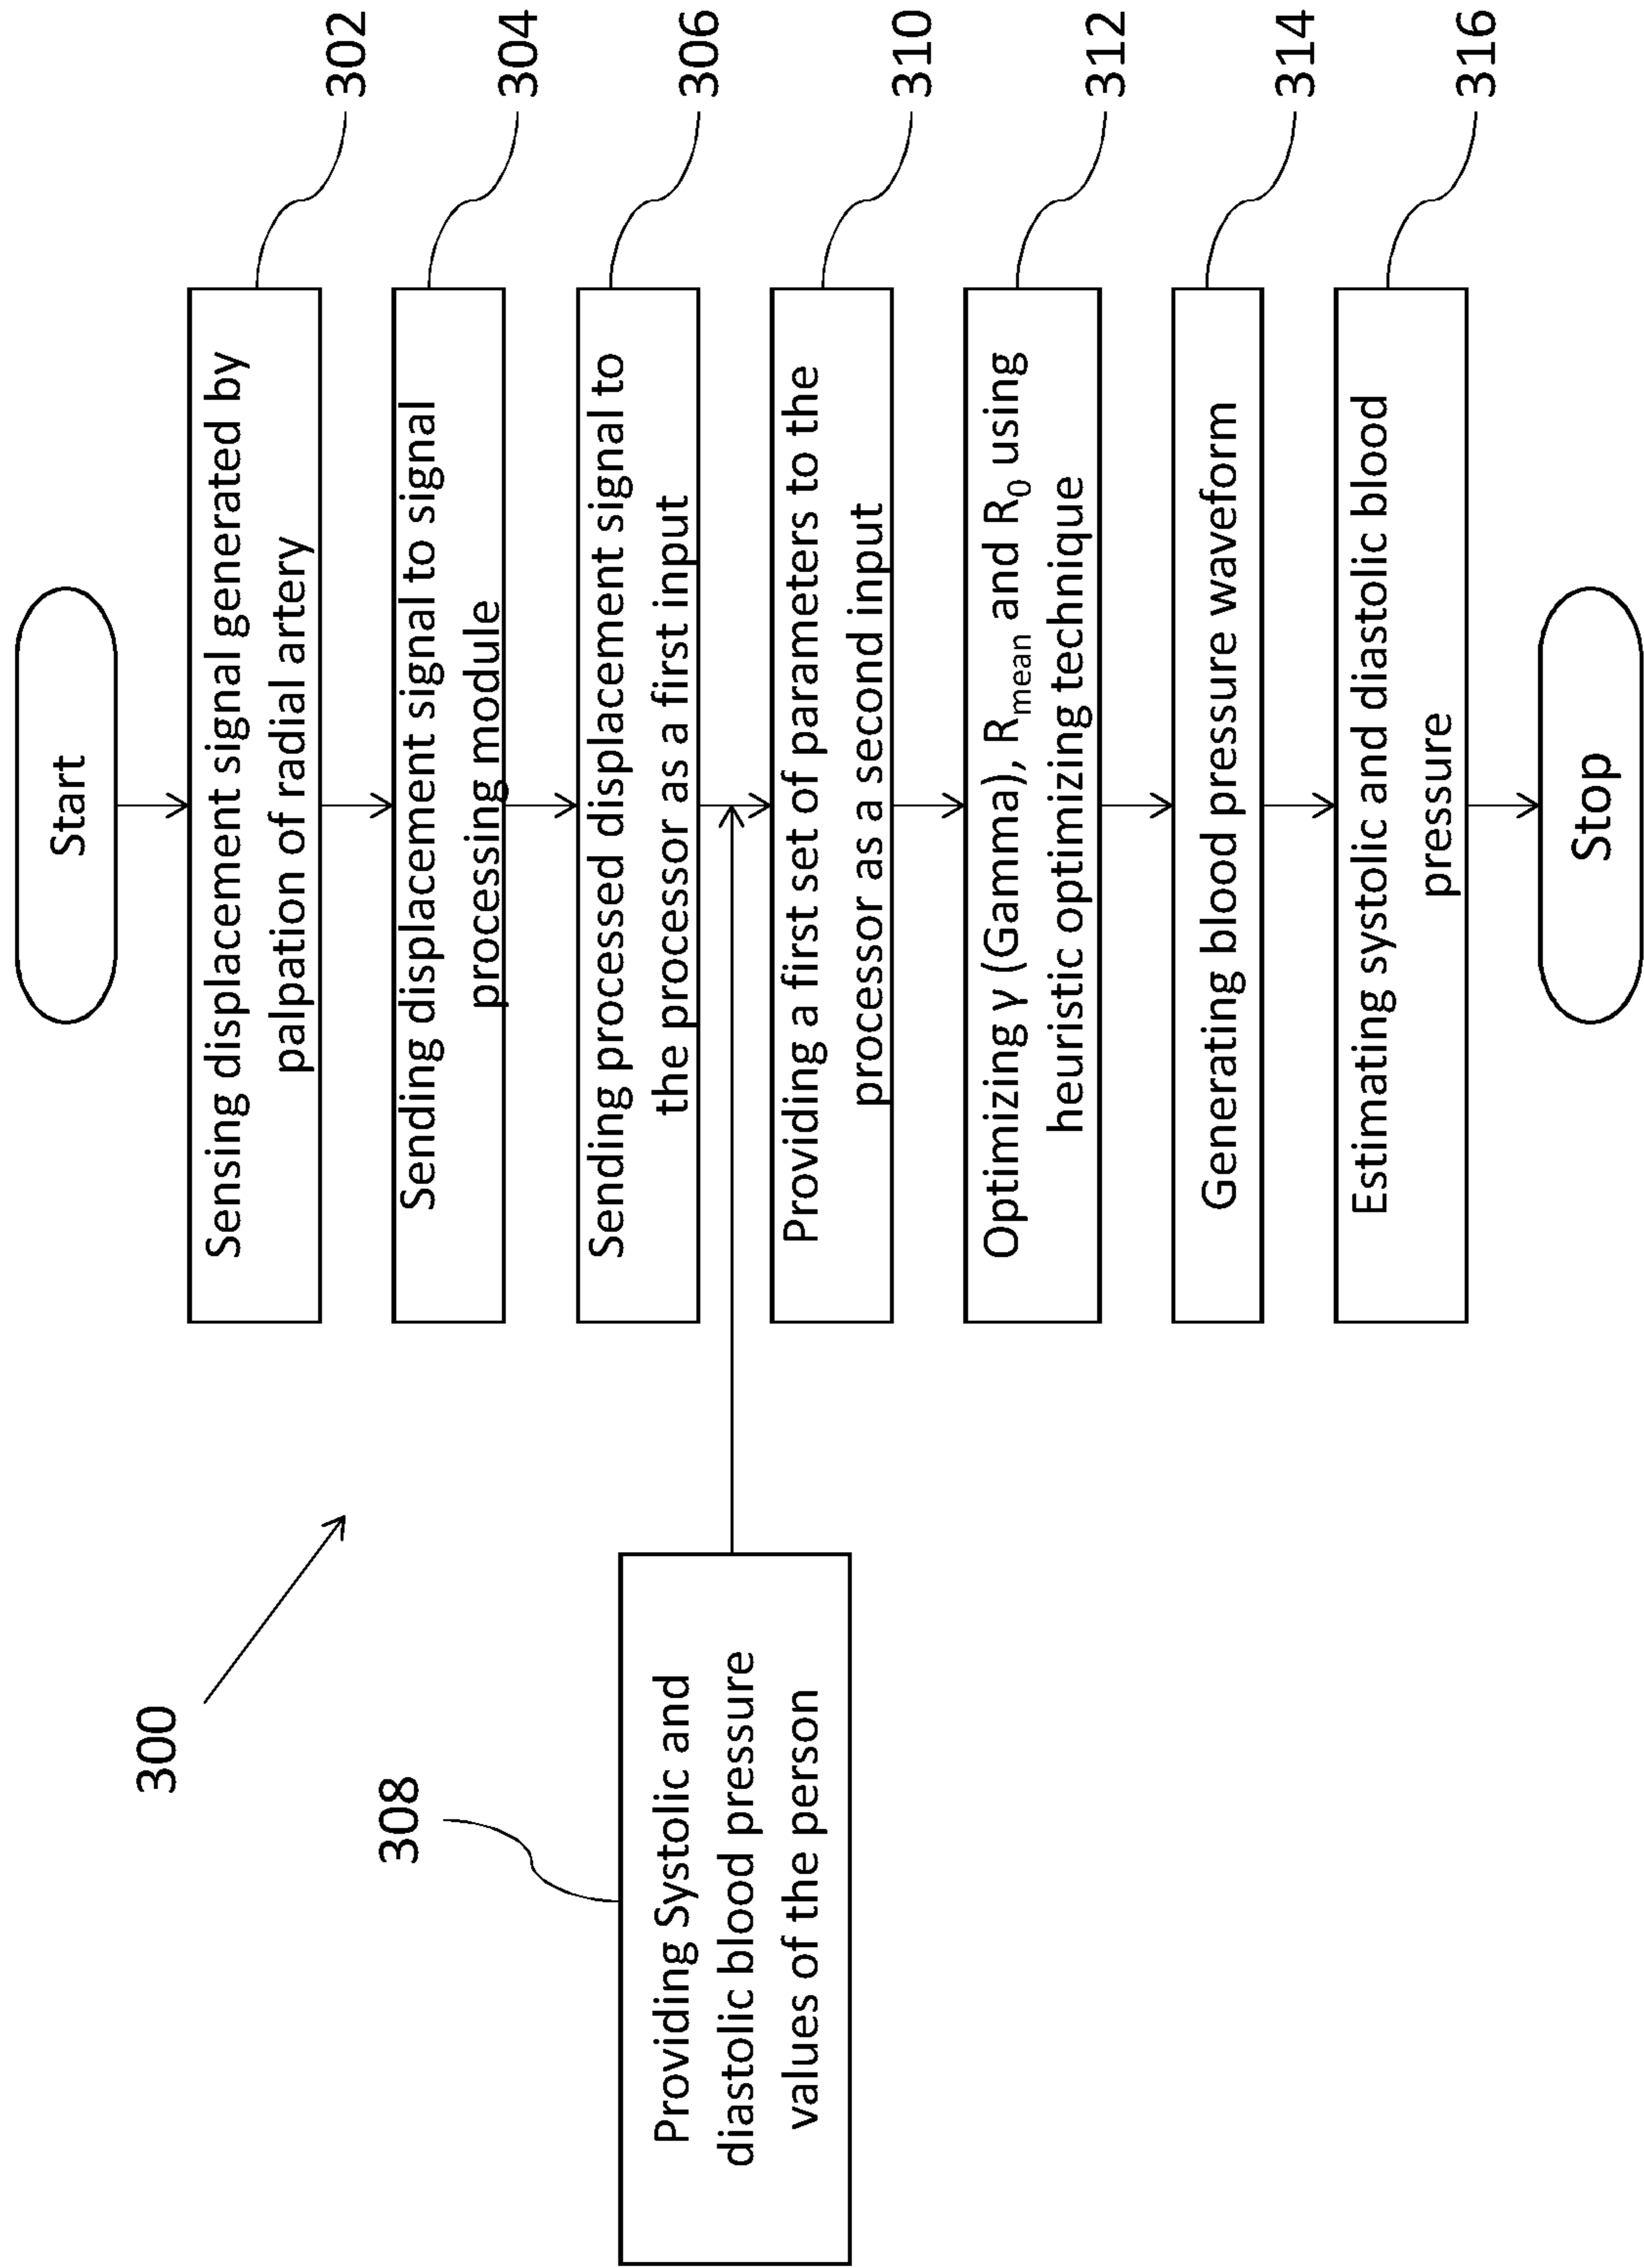 300
Start
Sensing displacement signal generated by
palpation of radial artery
302
Sending displacement signal to signal
processing module
304
Sending processed displacement signal to
the processor as a first input
306
308
Providing Systolic and
diastolic blood pressure
values of the person
Providing a first set of parameters to the
processor as a second input
310
Optimizing γ (Gamma), Rmean and R0 using
heuristic optimizing technique
312
Generating blood pressure waveform
314
Estimating systolic and diastolic blood
pressure
316
Stop